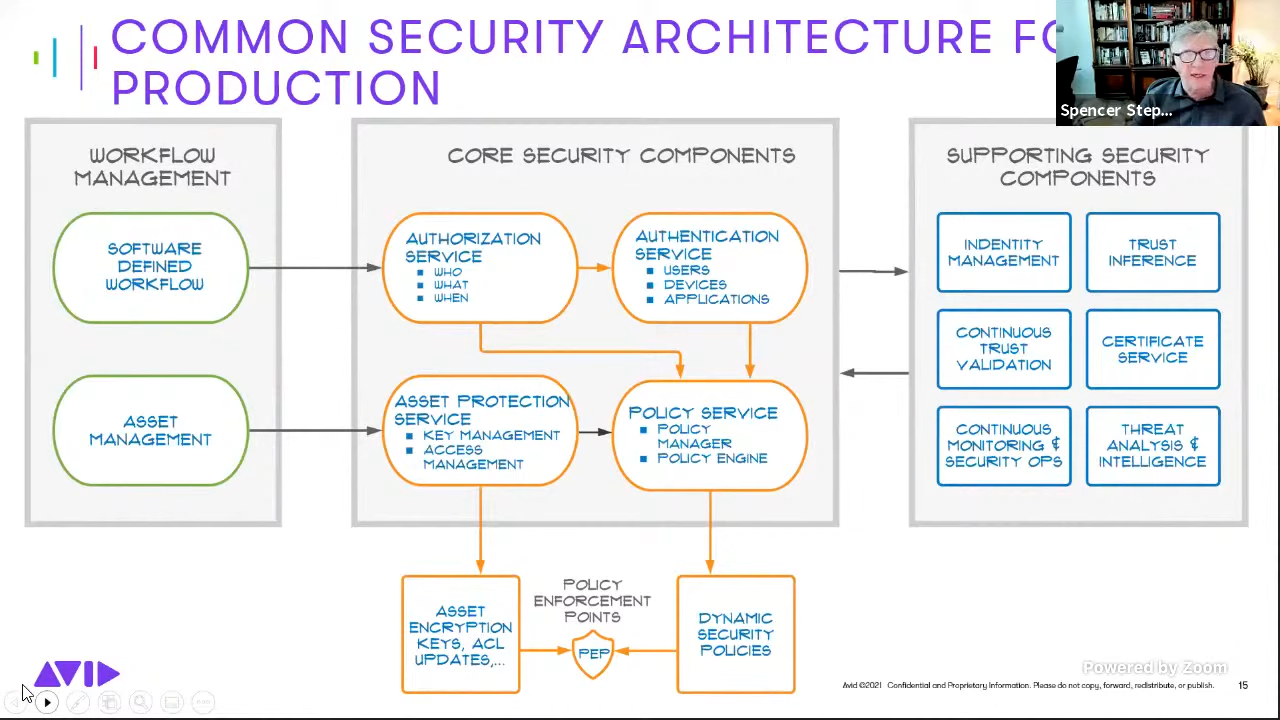 COMMON SECURITY ARCHITECTURE FO
PRODUCTION
Spencer Step...
WORKFLOW
MANAGEMENT
SOFTWARE
DEFINED
WORKFLOW
ASSET
MANAGEMENT
CORE SECURITY COMPONENTS
AUTHORIZATION
SERVICE
WHO
WHAT
WHEN
AUTHENTICATION
SERVICE
USERS
DEVICES
APPLICATIONS
ASSET PROTECTION
SERVICE
KEY MANAGEMENT
ACCESS
MANAGEMENT
POLICY SERVICE
POLICY
MANAGER
POLICY ENGINE
SUPPORTING SECURITY
COMPONENTS
INDENTITY
MANAGEMENT
TRUST
INFERENCE
CONTINUOUS
TRUST
VALIDATION
CERTIFICATE
SERVICE
CONTINUOUS
MONITORING &
SECURITY OPS
THREAT
ANALYSIS &
INTELLIGENCE
ASSET
ENCRYPTION
KEYS, ACL
UPDATES,...
POLICY
ENFORCEMENT
POINTS
PEP
DYNAMIC
SECURITY
POLICIES
AVID
Powered by Zoom
Avid ©2021 Confidential and Proprietary Information. Please do not copy, forward, redistribute, or publish.
15